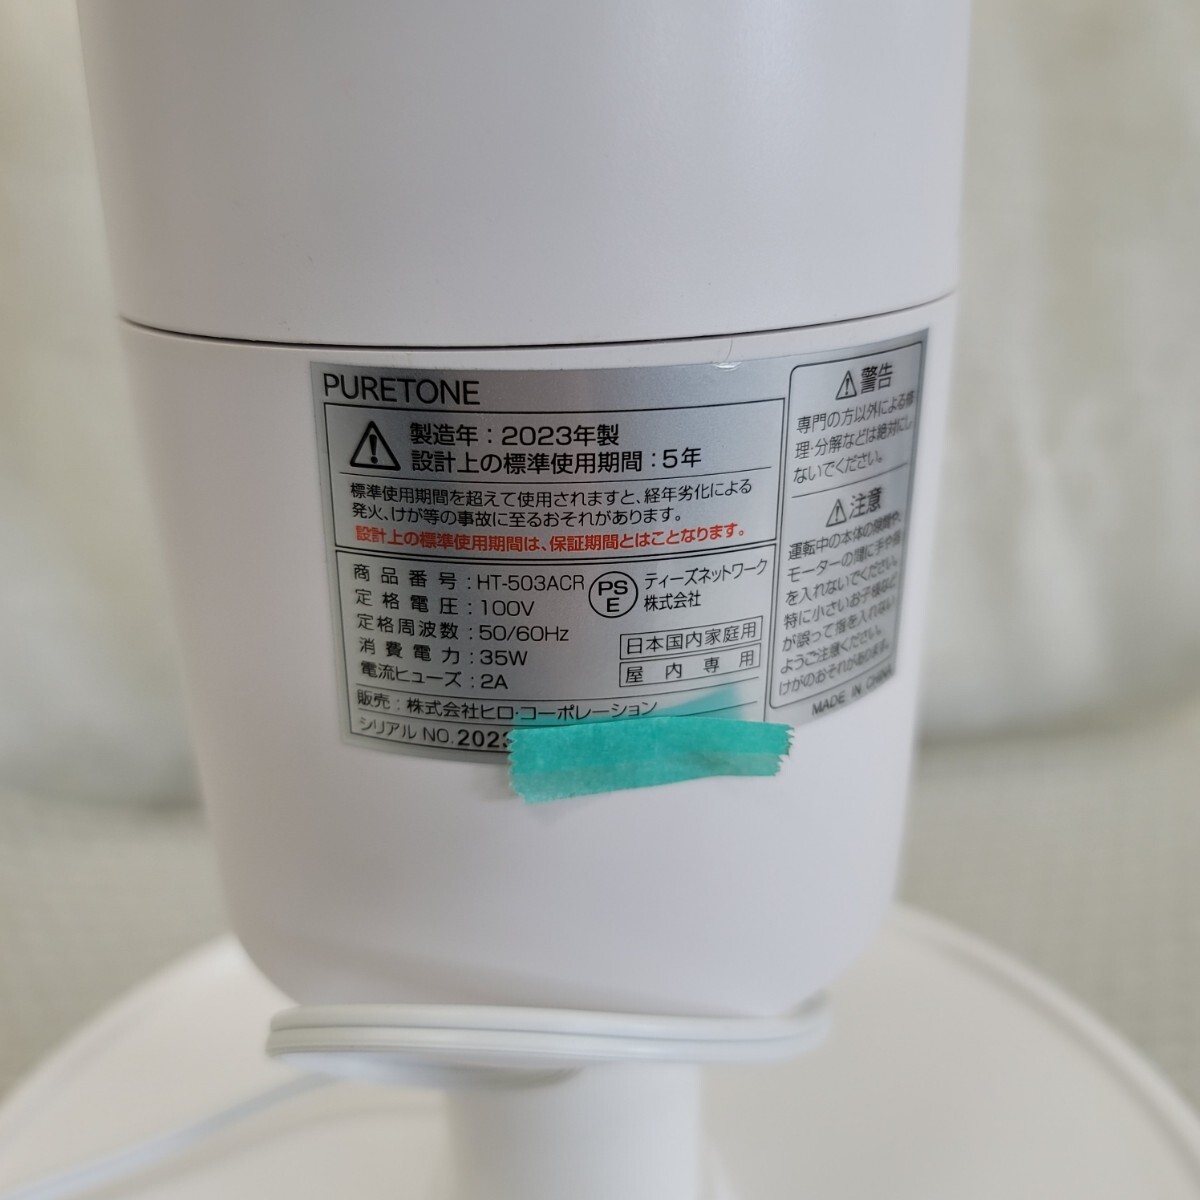 PURETONE
製造年：2023年製
設計上の標準使用期間：5年
標準使用期間を超えて使用されますと、経年劣化による
発火、けが等の事故に至るおそれがあります。
設計上の標準使用期間は、保証期間とはことなります。
商品番号：HT-503ACR
定格電圧：100V
定格周波数：50/60Hz
消費電力：35W
電流ヒューズ：2A
PS
E
ティーズネットワーク
株式会社
日本国内家庭用
屋内専用
販売：株式会社ヒロ・コーポレーション
シリアルNO. 2023
警告
専門の方以外による修
理・分解などは絶対にし
ないでください。
注意
運転中の本体の隙間や、
モーターの間に手や指
を入れないでください。
特に小さいお子様など
が誤って指を入れない
ようご注意ください。
けがのおそれがあります。
MADE IN CHINA